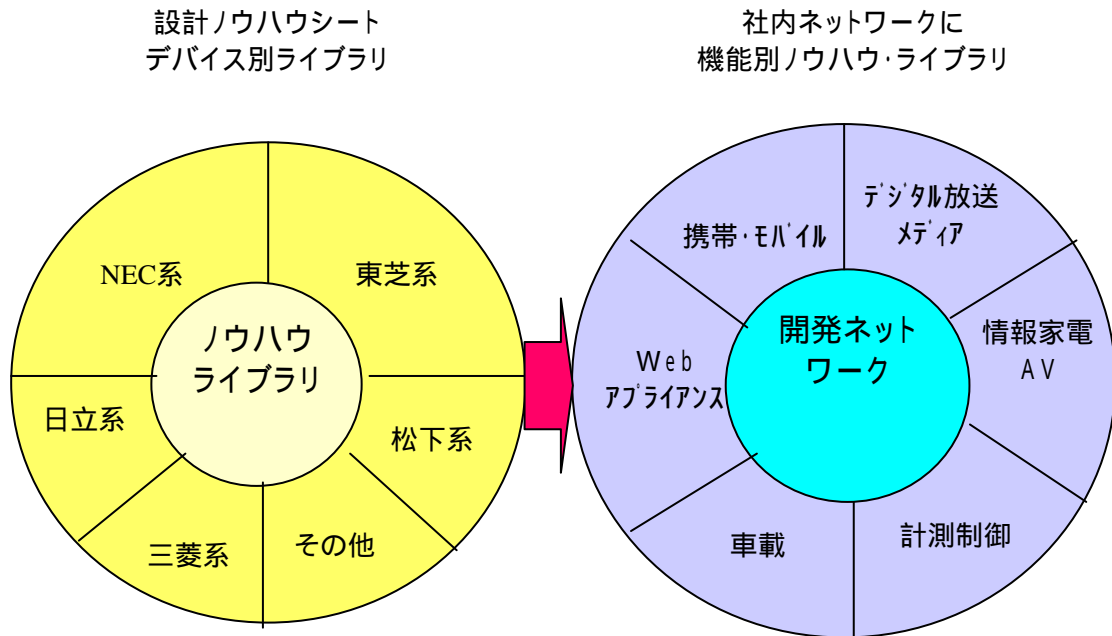 設計ノウハウシート
デバイス別ライブラリ
NEC系
東芝系
ノウハウ
ライブラリ
日立系
松下系
三菱系
その他
社内ネットワークに
機能別ノウハウ・ライブラリ
携帯・モバイル
デジタル放送
メディア
開発ネット
ワーク
情報家電
AV
Web
アプライアンス
車載
計測制御